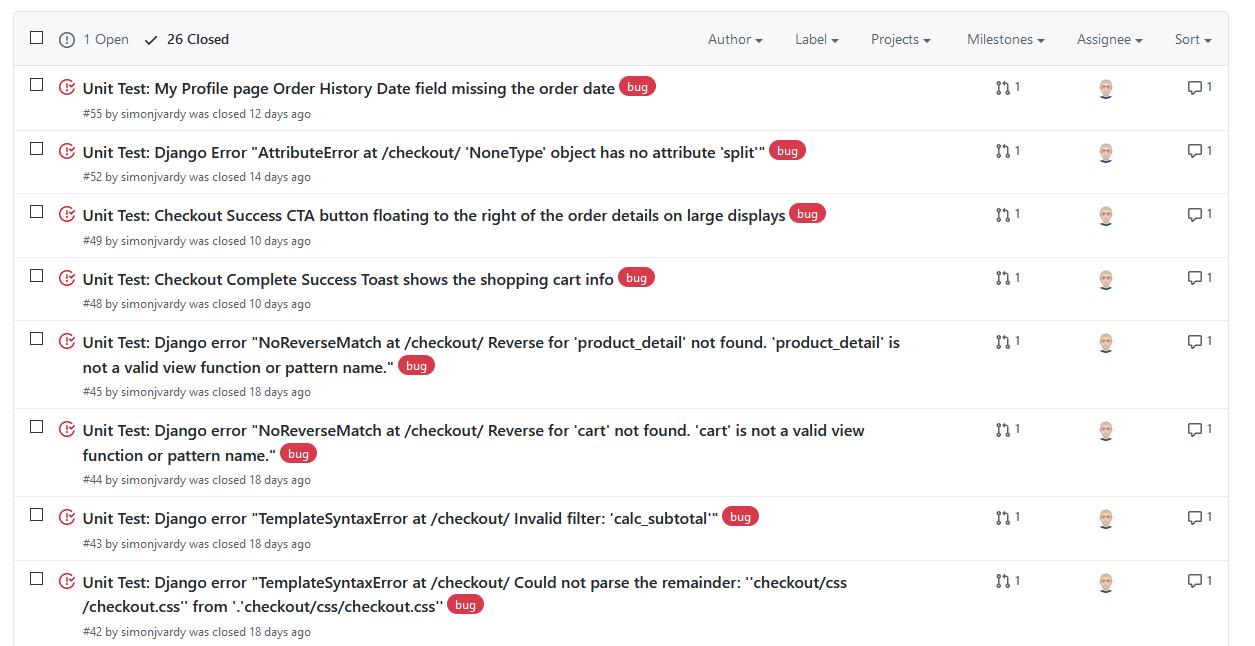 1 Open 26 Closed Author Label Projects Milestones Assignee Sort
Unit Test: My Profile page Order History Date field missing the order date bug 1 1
#55 by simonjvardy was closed 12 days ago
Unit Test: Django Error "AttributeError at /checkout/ 'NoneType' object has no attribute 'split'" bug 1 1
#52 by simonjvardy was closed 14 days ago
Unit Test: Checkout Success CTA button floating to the right of the order details on large displays bug 1 1
#49 by simonjvardy was closed 10 days ago
Unit Test: Checkout Complete Success Toast shows the shopping cart info bug 1 1
#48 by simonjvardy was closed 10 days ago
Unit Test: Django error "NoReverseMatch at /checkout/ Reverse for 'product_detail' not found. 'product_detail' is 1 1
not a valid view function or pattern name." bug
#45 by simonjvardy was closed 18 days ago
Unit Test: Django error "NoReverseMatch at /checkout/ Reverse for 'cart' not found. 'cart' is not a valid view 1 1
function or pattern name." bug
#44 by simonjvardy was closed 18 days ago
Unit Test: Django error "TemplateSyntaxError at /checkout/ Invalid filter: 'calc_subtotal'" bug 1 1
#43 by simonjvardy was closed 18 days ago
Unit Test: Django error "TemplateSyntaxError at /checkout/ Could not parse the remainder: ''checkout/css 1 1
/checkout.css'' from '.'checkout/css/checkout.css'' bug
#42 by simonjvardy was closed 18 days ago